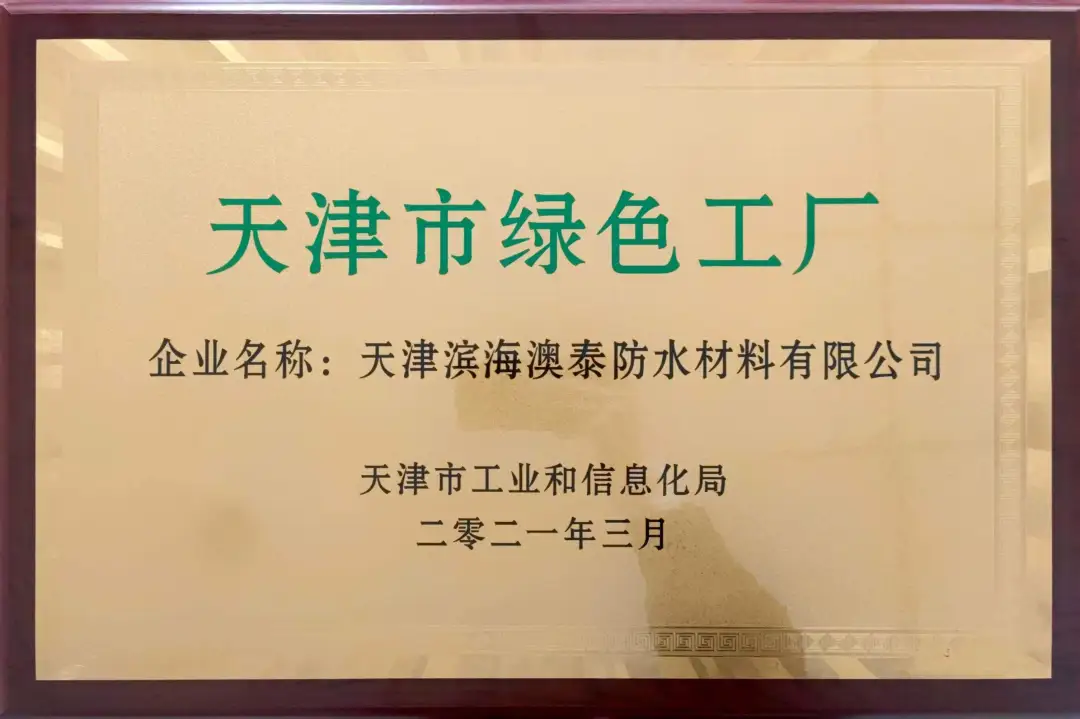 天津市绿色工厂
企业名称：天津滨海澳泰防水材料有限公司
天津市工业和信息化局
二零二一年三月